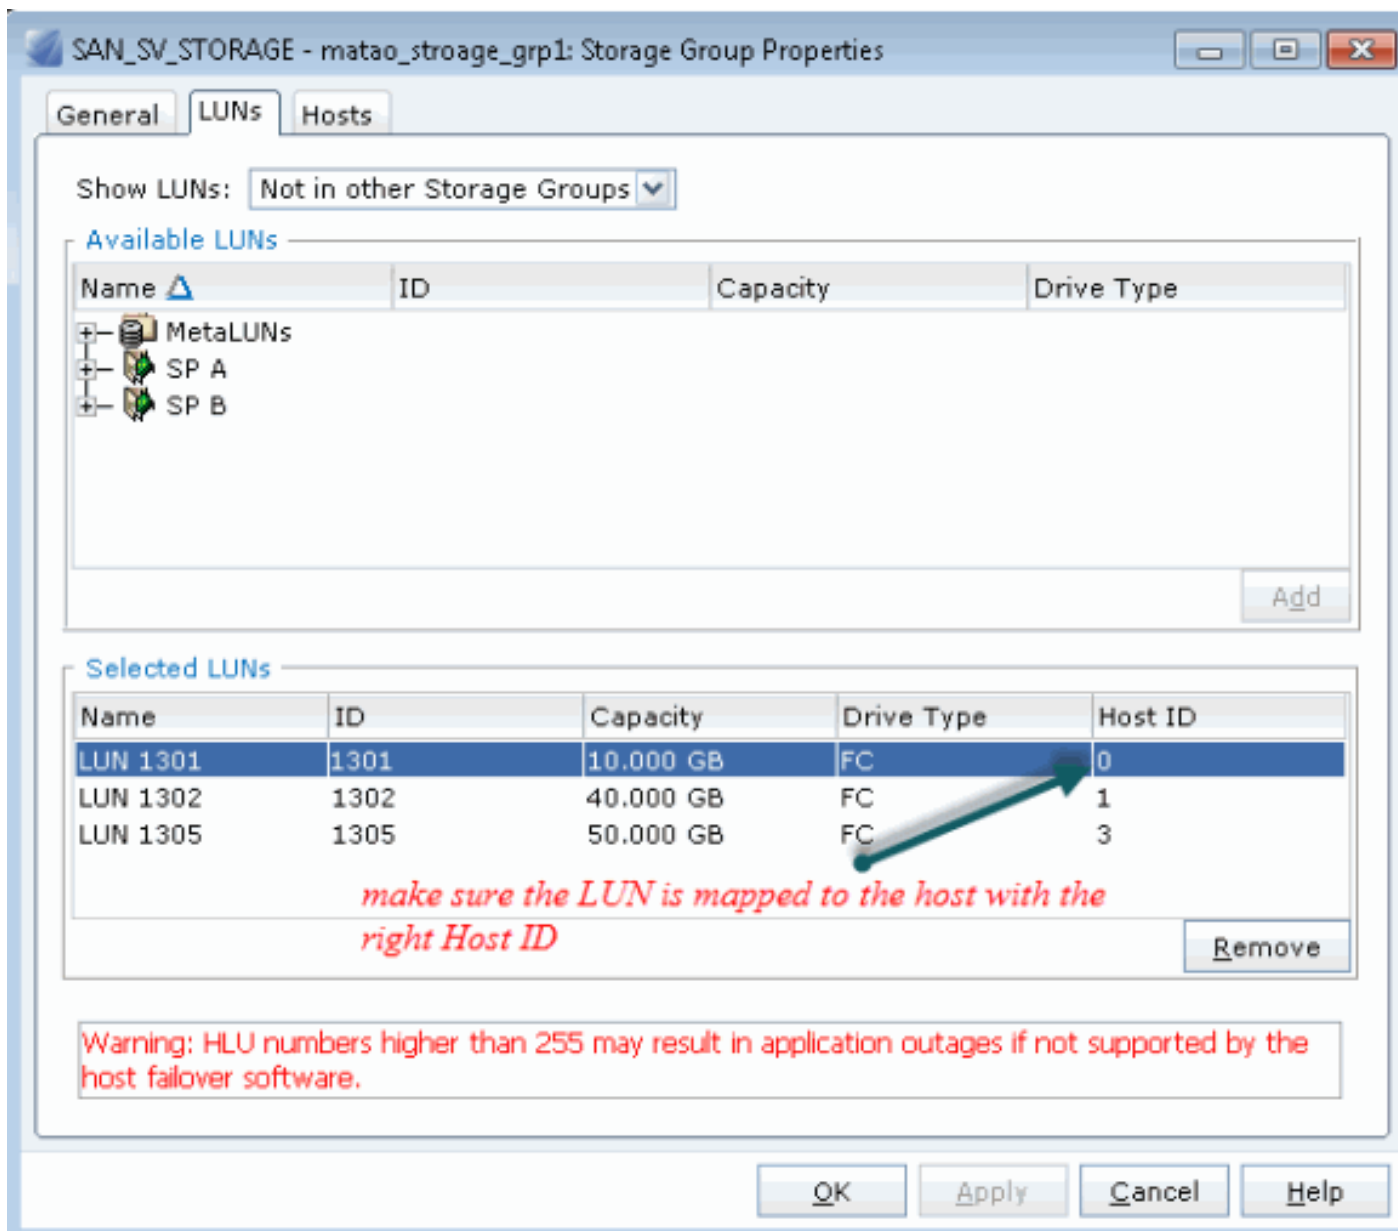 SAN_SV_STORAGE - matao_stroage_grp1: Storage Group Properties
General LUNs Hosts
Show LUNs: Not in other Storage Groups
Available LUNs
Name ID Capacity Drive Type
MetaLUNs
SP A
SP B
Add
Selected LUNs
Name ID Capacity Drive Type Host ID
LUN 1301 1301 10.000 GB FC 0
LUN 1302 1302 40.000 GB FC 1
LUN 1305 1305 50.000 GB FC 3
make sure the LUN is mapped to the host with the
right Host ID
Remove
Warning: HLU numbers higher than 255 may result in application outages if not supported by the
host failover software.
OK Apply Cancel Help